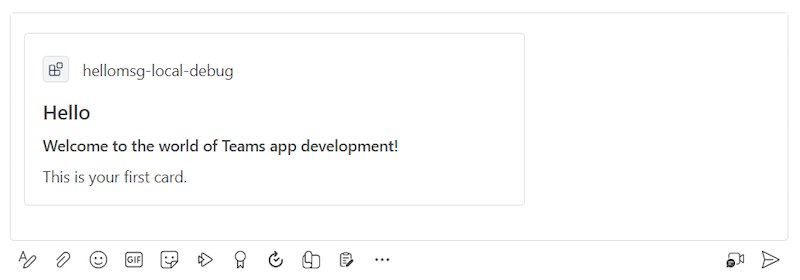 hellomsg-local-debug
Hello
Welcome to the world of Teams app development!
This is your first card.
GIF